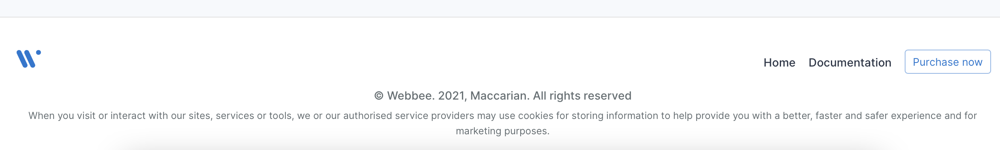 Home Documentation Purchase now
© Webbee. 2021, Maccarian. All rights reserved
When you visit or interact with our sites, services or tools, we or our authorised service providers may use cookies for storing information to help provide you with a better, faster and safer experience and for
marketing purposes.